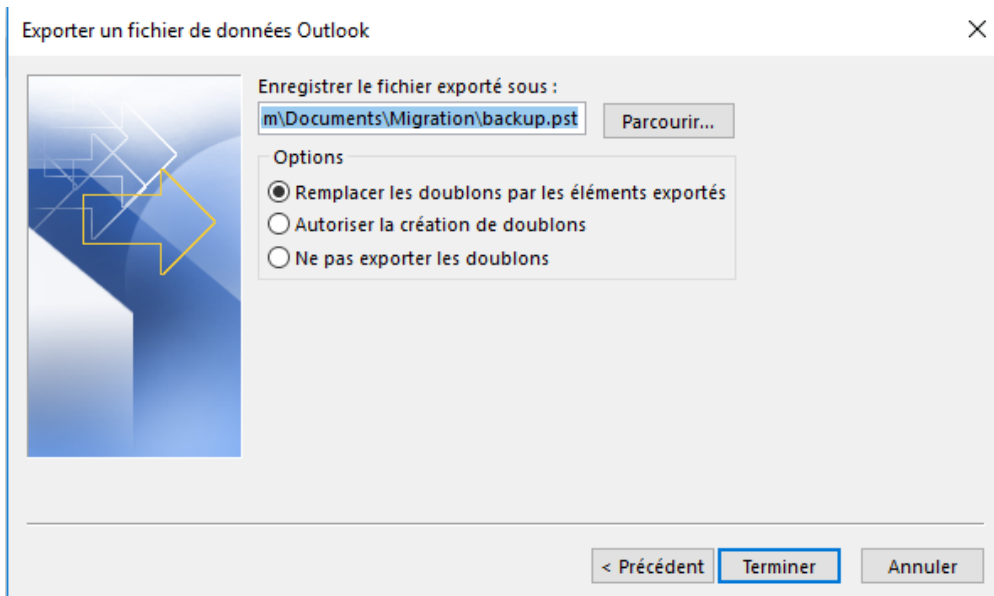 Exporter un fichier de données Outlook
Enregistrer le fichier exporté sous :
m\Documents\Migration\backup.pst
Parcourir...
Options
Remplacer les doublons par les éléments exportés
Autoriser la création de doublons
Ne pas exporter les doublons
< Précédent
Terminer
Annuler